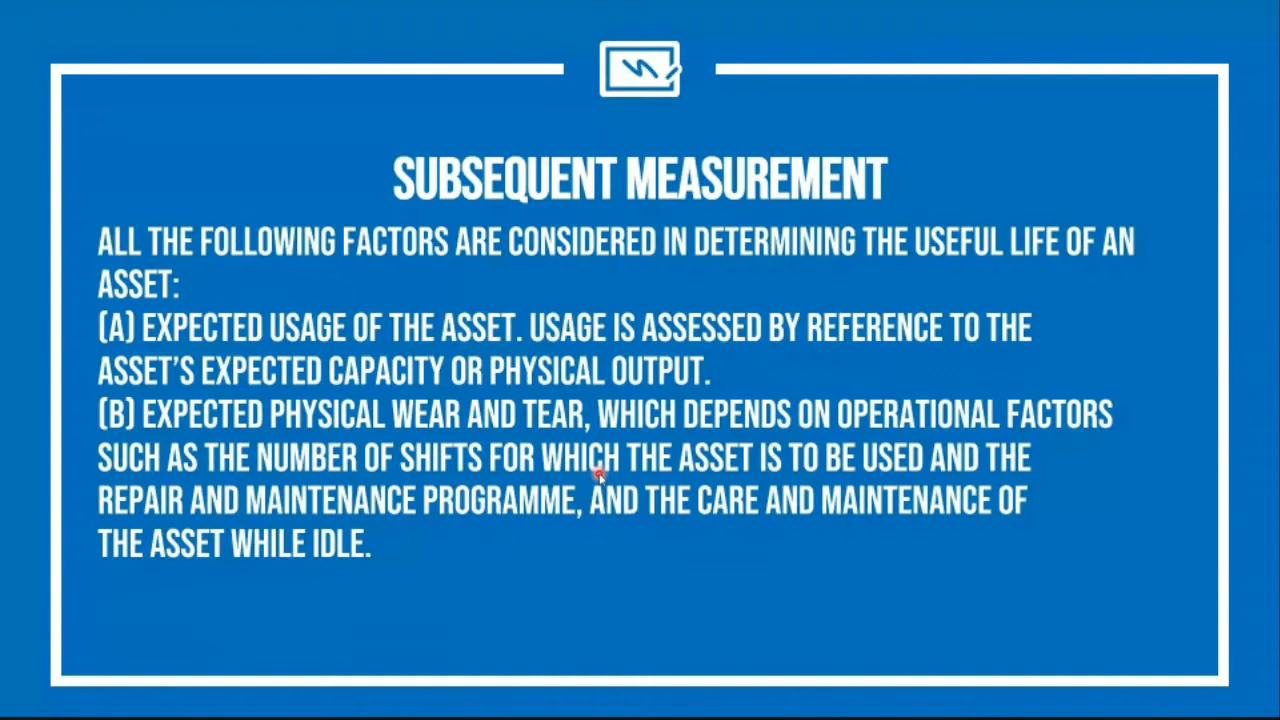 SUBSEQUENT MEASUREMENT
ALL THE FOLLOWING FACTORS ARE CONSIDERED IN DETERMINING THE USEFUL LIFE OF AN
ASSET:
(A) EXPECTED USAGE OF THE ASSET. USAGE IS ASSESSED BY REFERENCE TO THE
ASSET’S EXPECTED CAPACITY OR PHYSICAL OUTPUT.
(B) EXPECTED PHYSICAL WEAR AND TEAR, WHICH DEPENDS ON OPERATIONAL FACTORS
SUCH AS THE NUMBER OF SHIFTS FOR WHICH THE ASSET IS TO BE USED AND THE
REPAIR AND MAINTENANCE PROGRAMME, AND THE CARE AND MAINTENANCE OF
THE ASSET WHILE IDLE.